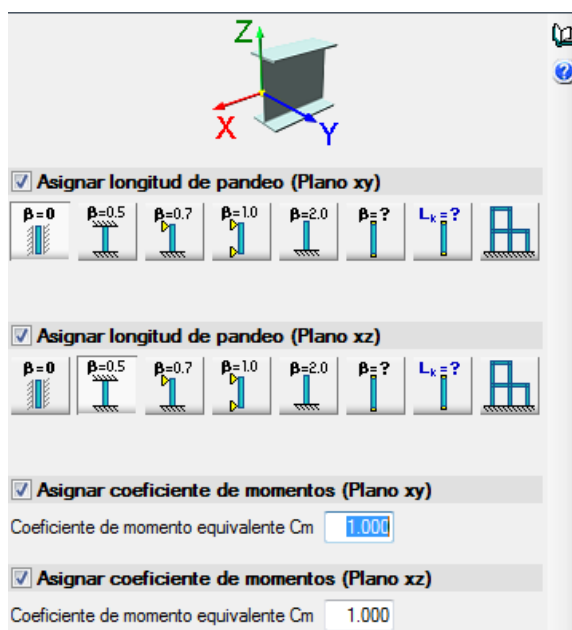 Z
X
Y
Asignar longitud de pandeo (Plano xy)
β=0 β=0.5 β=0.7 β=1.0 β=2.0 β=? Lk=?
Asignar longitud de pandeo (Plano xz)
β=0 β=0.5 β=0.7 β=1.0 β=2.0 β=? Lk=?
Asignar coeficiente de momentos (Plano xy)
Coeficiente de momento equivalente Cm 1.000
Asignar coeficiente de momentos (Plano xz)
Coeficiente de momento equivalente Cm 1.000